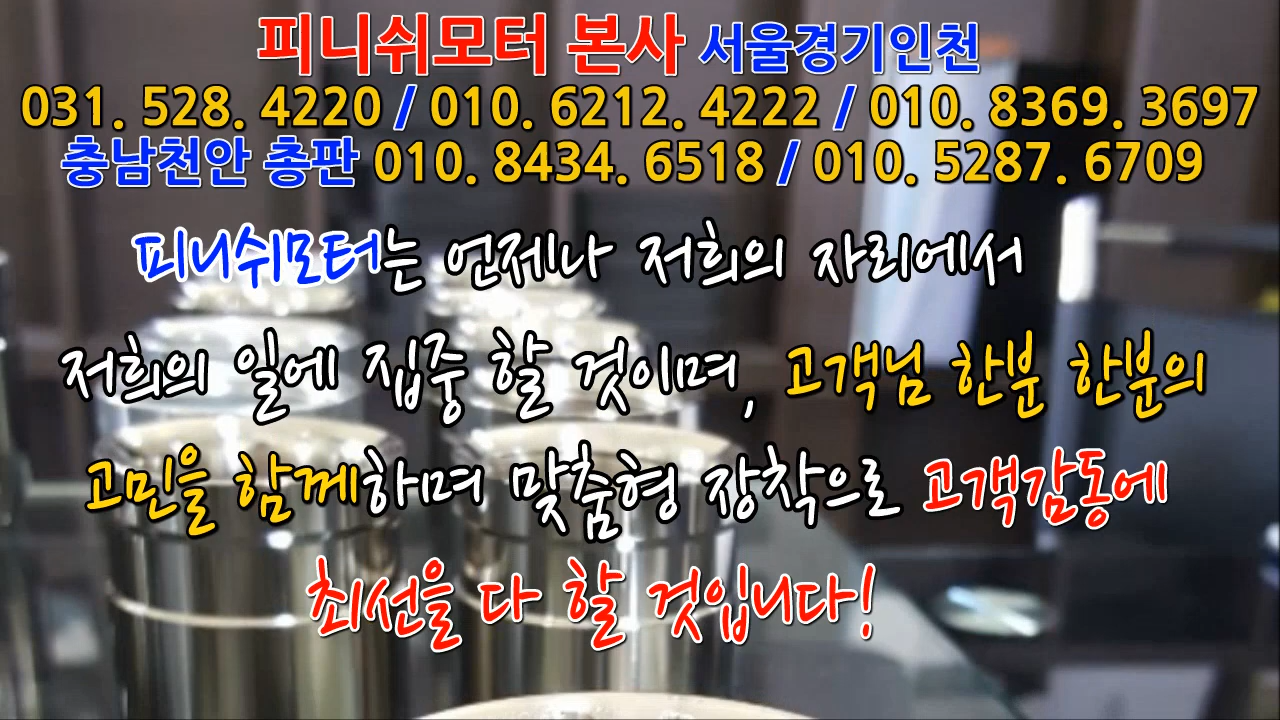 피니쉬모터 본사 서울경기인천
031. 528. 4220 / 010. 6212. 4222 / 010. 8369. 3697
충남천안 총판 010. 8434. 6518 / 010. 5287. 6709
피니쉬모터는 언제나 저희의 자리에서
저희의 일에 집중 할 것이며, 고객님 한분 한분의
고민을 함께하며 맞춤형 장착으로 고객감동에
최선을 다 할 것입니다!